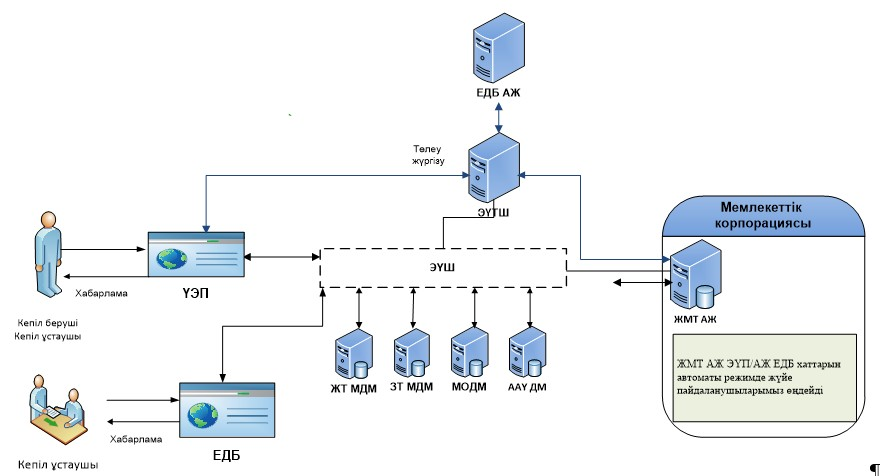 ЕДБ АЖ
Төлеу
жүргізу
ЭҮТШ
Мемлекеттік
корпорациясы
ЭҮШ
Хабарлама
ҮЭП
ЖМТ АЖ
Кепіл беруші
Кепіл ұстаушы
ЖМТ АЖ ЭҮП/АЖ ЕДБ хаттарын
автоматы режимде жүйе
пайдаланушыларымыз өңдейді
ЖТ МДМ
ЗТ МДМ
МОДМ
ААҮ ДМ
Хабарлама
ЕДБ
Кепіл ұстаушы
¶